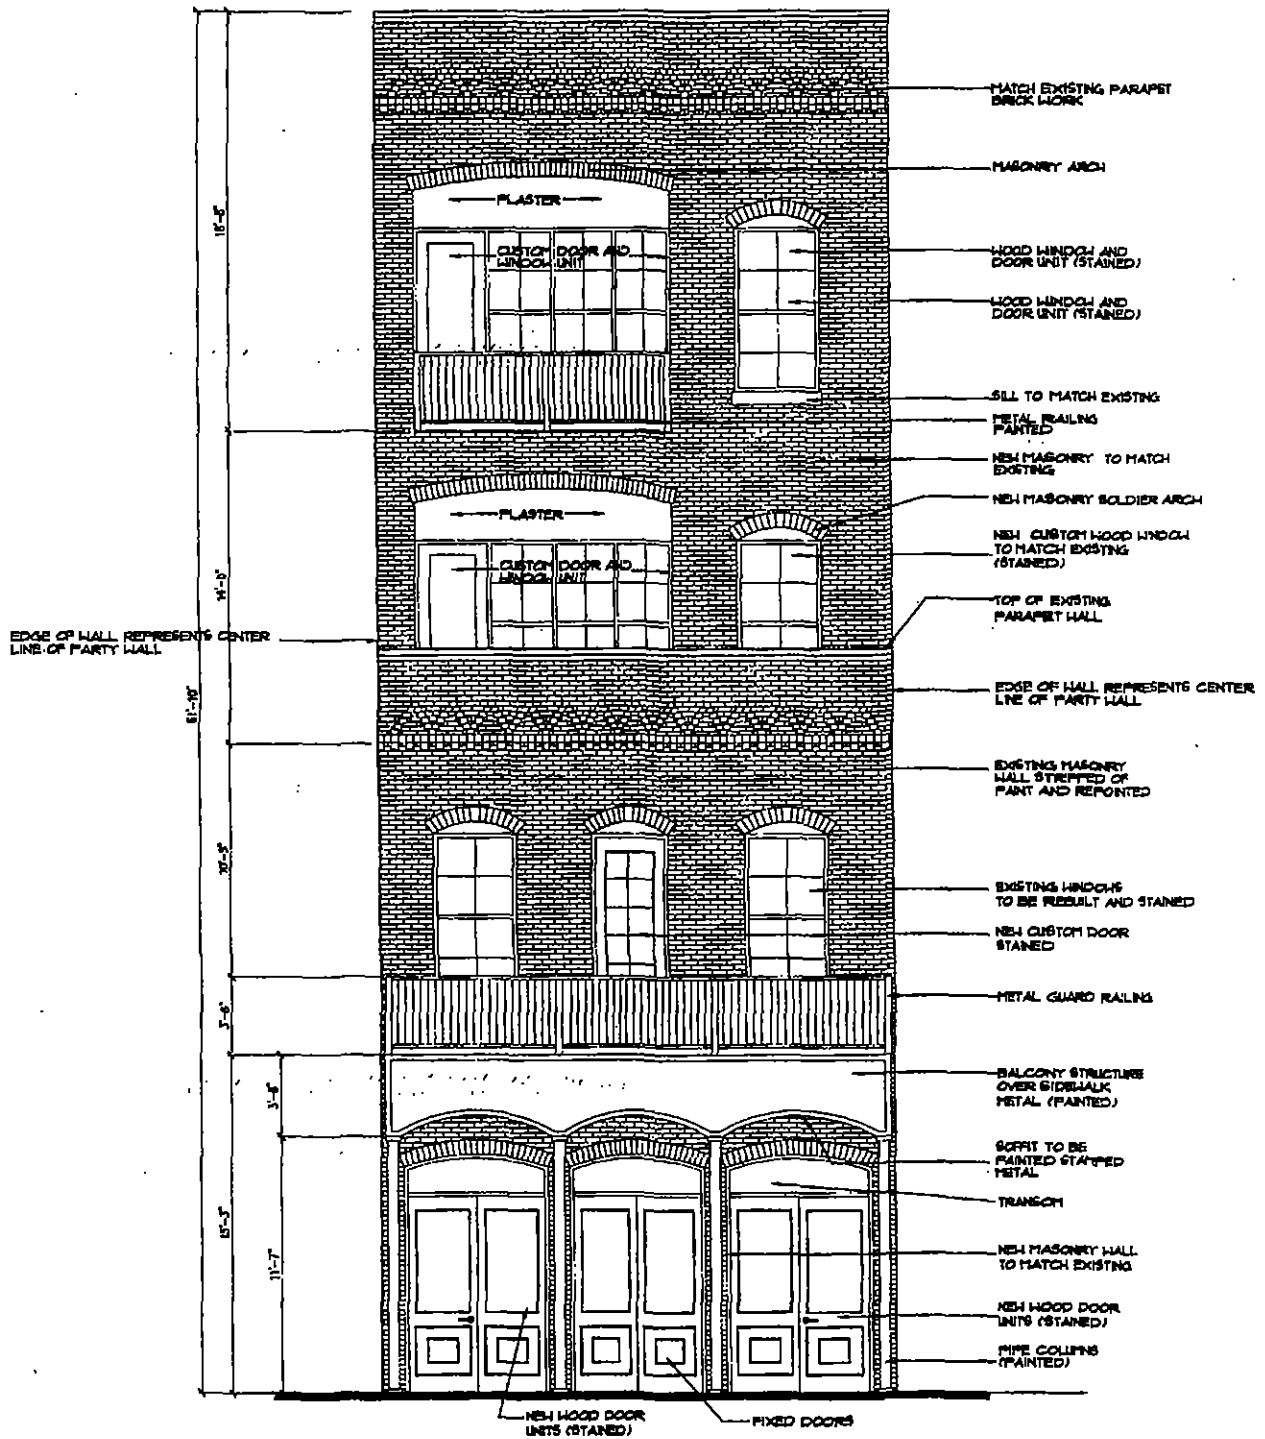 MATCH EXISTING PARAPET
BRICK WORK
MASONRY ARCH
PLASTER
18'-8"
CUSTOM DOOR AND
WINDOW UNIT
WOOD WINDOW AND
DOOR UNIT (STAINED)
WOOD WINDOW AND
DOOR UNIT (STAINED)
SILL TO MATCH EXISTING
METAL RAILING
PAINTED
NEW MASONRY TO MATCH
EXISTING
NEW MASONRY SOLDIER ARCH
PLASTER
NEW CUSTOM WOOD WINDOW
TO MATCH EXISTING
(STAINED)
CUSTOM DOOR AND
WINDOW UNIT
TOP OF EXISTING
PARAPET WALL
EDGE OF WALL REPRESENTS CENTER
LINE OF PARTY WALL
61'-10"
EDGE OF WALL REPRESENTS CENTER
LINE OF PARTY WALL
EXISTING MASONRY
WALL STRIPPED OF
PAINT AND REPOINTED
EXISTING WINDOWS
TO BE REBUILT AND STAINED
NEW CUSTOM DOOR
STAINED
METAL GUARD RAILING
3'-6"
BALCONY STRUCTURE
OVER SIDEWALK
METAL (PAINTED)
3'-8"
SOFFIT TO BE
PAINTED STAMPED
METAL
TRANSOM
15'-3"
11'-7"
NEW MASONRY WALL
TO MATCH EXISTING
NEW WOOD DOOR
UNITS (STAINED)
PIPE COLUMNS
(PAINTED)
NEW WOOD DOOR
UNITS (STAINED)
FIXED DOORS